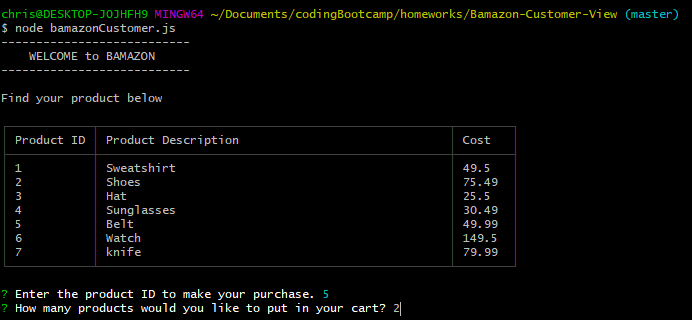 chris@DESKTOP-JOJHFH9 MINGW64 ~/Documents/codingBootcamp/homeworks/Bamazon-Customer-View (master)
$ node bamazonCustomer.js
---------------------------
WELCOME to BAMAZON
---------------------------
Find your product below
Product ID Product Description Cost
1 Sweatshirt 49.5
2 Shoes 75.49
3 Hat 25.5
4 Sunglasses 30.49
5 Belt 49.99
6 Watch 149.5
7 knife 79.99
? Enter the product ID to make your purchase. 5
? How many products would you like to put in your cart? 2